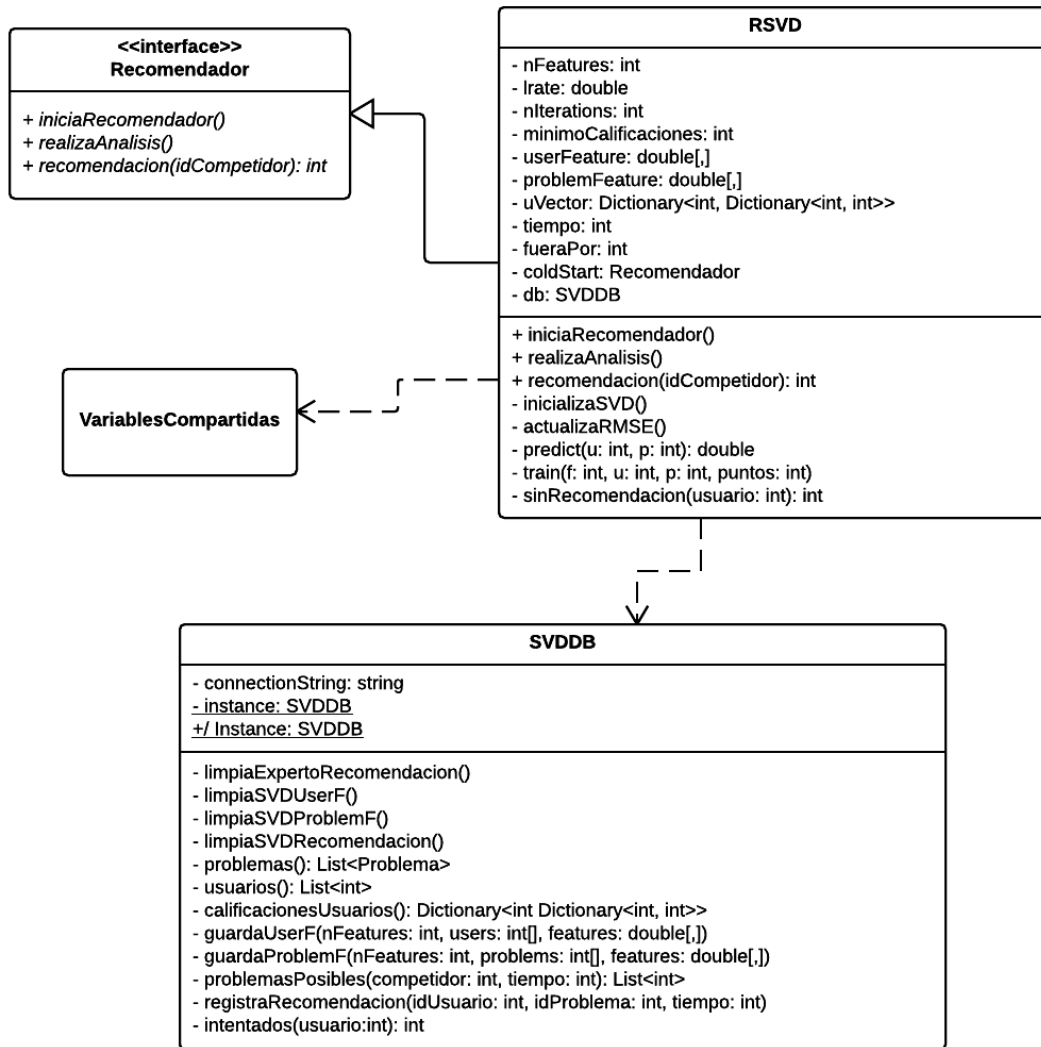 <<interface>>
Recomendador
+ iniciaRecomendador()
+ realizaAnalisis()
+ recomendacion(idCompetidor): int
RSVD
- nFeatures: int
- lrate: double
- nIterations: int
- minimoCalificaciones: int
- userFeature: double[,]
- problemFeature: double[,]
- uVector: Dictionary<int, Dictionary<int, int>>
- tiempo: int
- fueraPor: int
- coldStart: Recomendador
- db: SVDDB
+ iniciaRecomendador()
+ realizaAnalisis()
+ recomendacion(idCompetidor): int
- inicializaSVD()
- actualizaRMSE()
- predict(u: int, p: int): double
- train(f: int, u: int, p: int, puntos: int)
- sinRecomendacion(usuario: int): int
VariablesCompartidas
SVDDB
- connectionString: string
- instance: SVDDB
+/ Instance: SVDDB
- limpiaExpertoRecomendacion()
- limpiaSVDUserF()
- limpiaSVDProblemF()
- limpiaSVDRecomendacion()
- problemas(): List<Problema>
- usuarios(): List<int>
- calificacionesUsuarios(): Dictionary<int Dictionary<int, int>>
- guardaUserF(nFeatures: int, users: int[], features: double[,])
- guardaProblemF(nFeatures: int, problems: int[], features: double[,])
- problemasPosibles(competidor: int, tiempo: int): List<int>
- registraRecomendacion(idUsuario: int, idProblema: int, tiempo: int)
- intentados(usuario:int): int